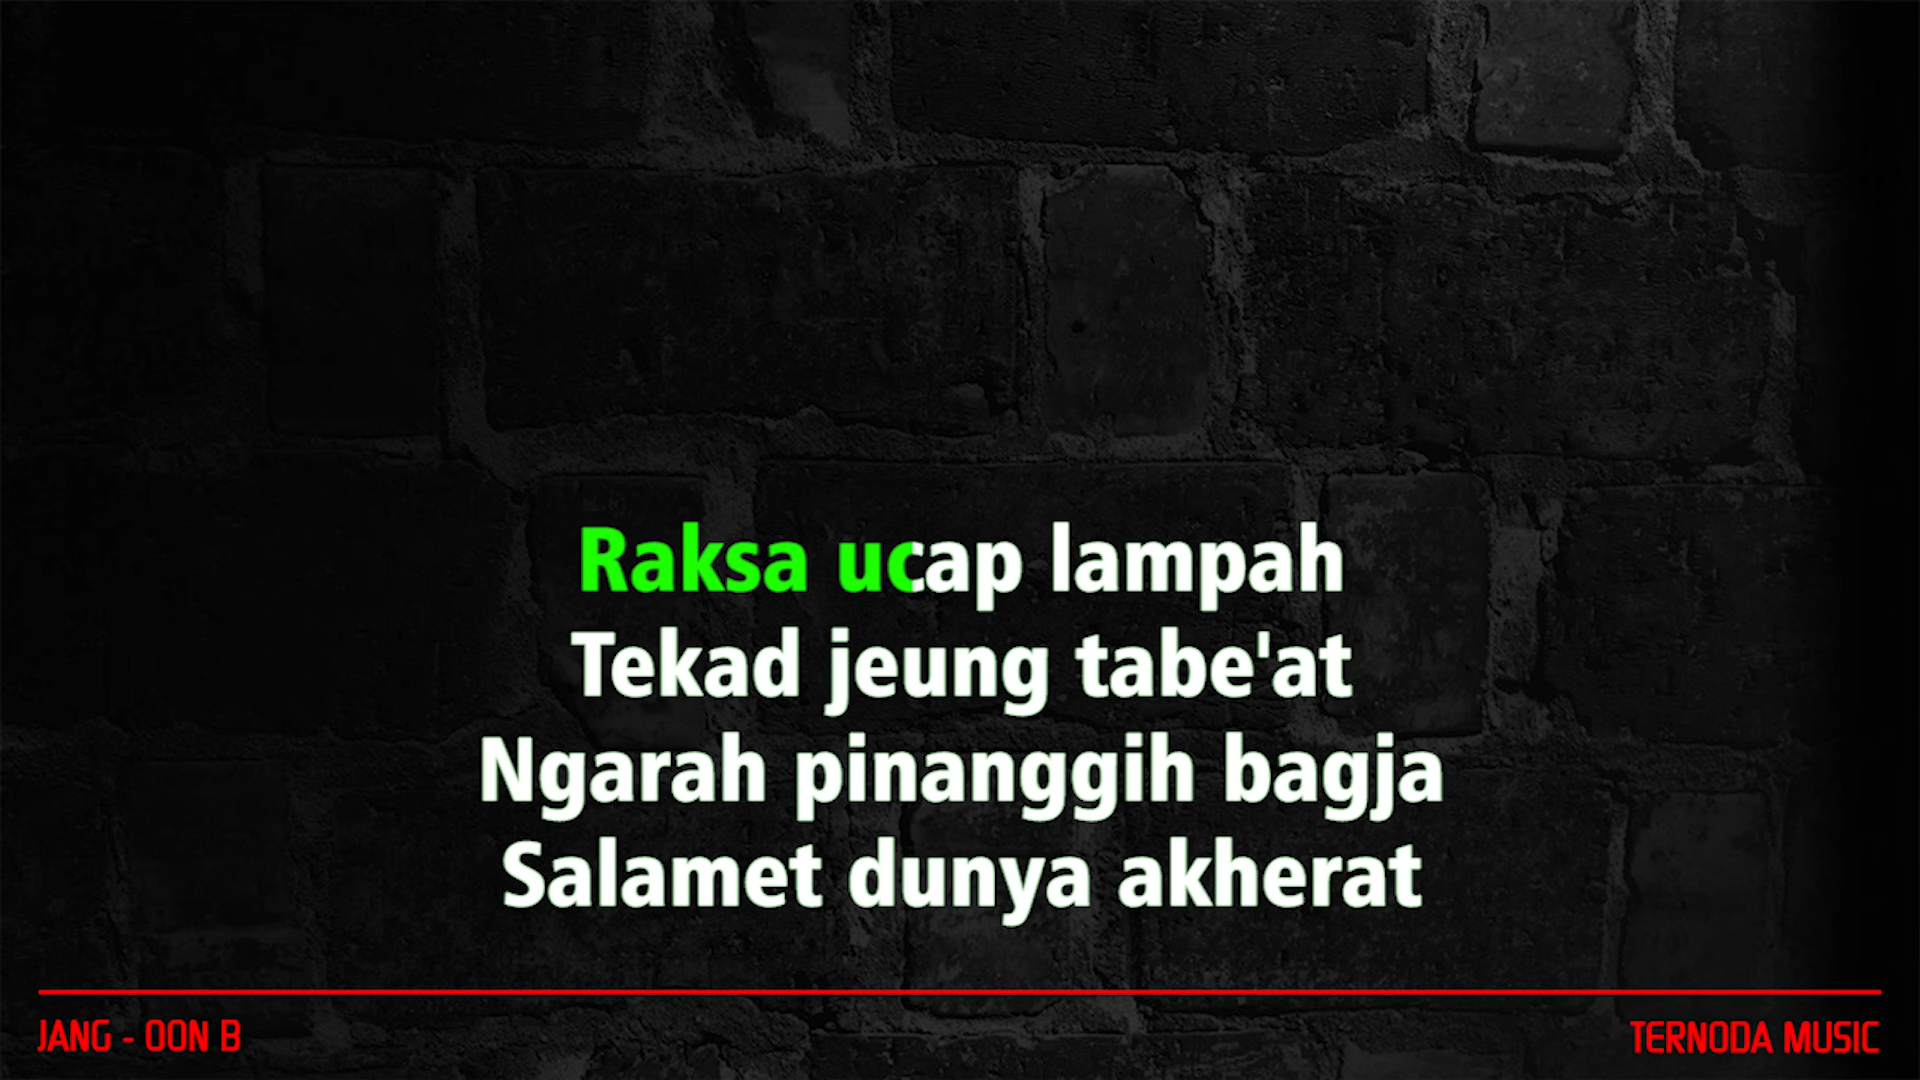 Raksa ucap lampah
Tekad jeung tabe'at
Ngarah pinanggih bagja
Salamet dunya akherat
JANG - OON B
TERNODA MUSIC